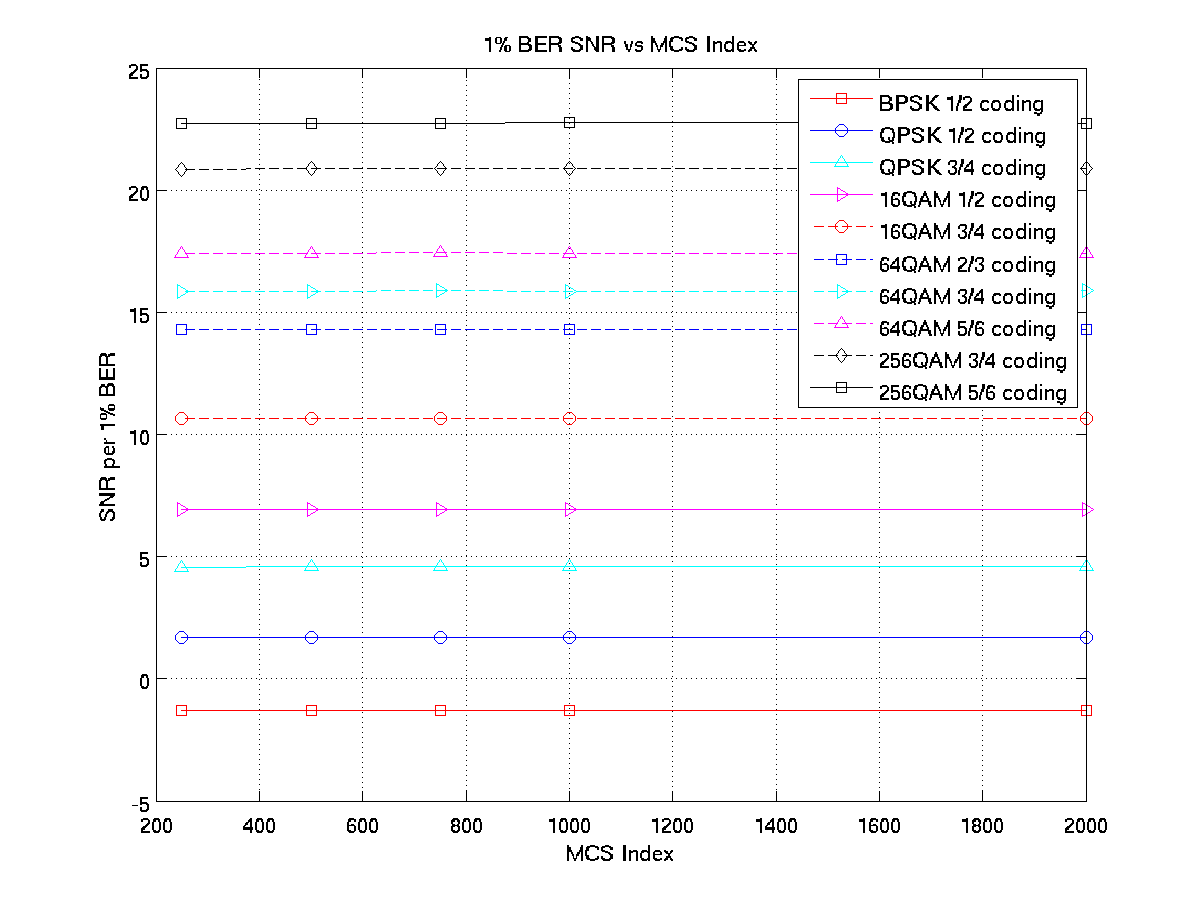 1% BER SNR vs MCS Index
25
20
15
10
5
0
-5
SNR per 1% BER
BPSK 1/2 coding
QPSK 1/2 coding
QPSK 3/4 coding
16QAM 1/2 coding
16QAM 3/4 coding
64QAM 2/3 coding
64QAM 3/4 coding
64QAM 5/6 coding
256QAM 3/4 coding
256QAM 5/6 coding
200 400 600 800 1000 1200 1400 1600 1800 2000
MCS Index